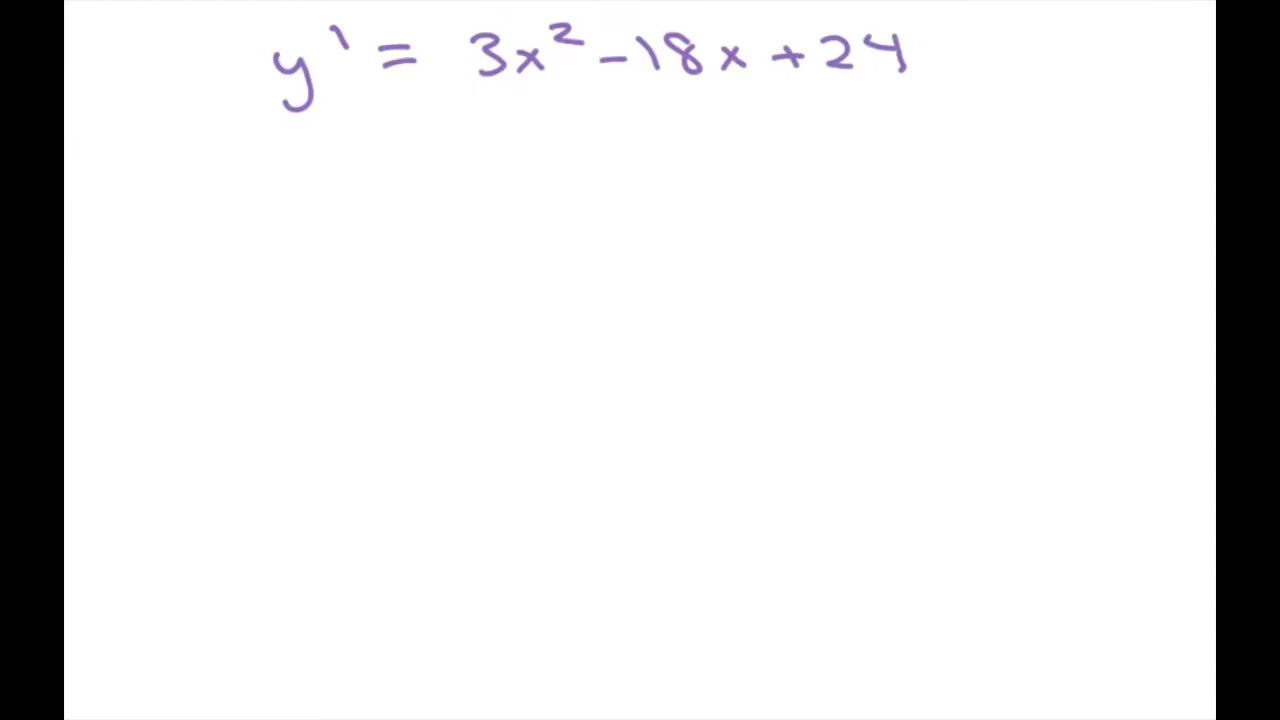 y' = 3x² - 18x + 24